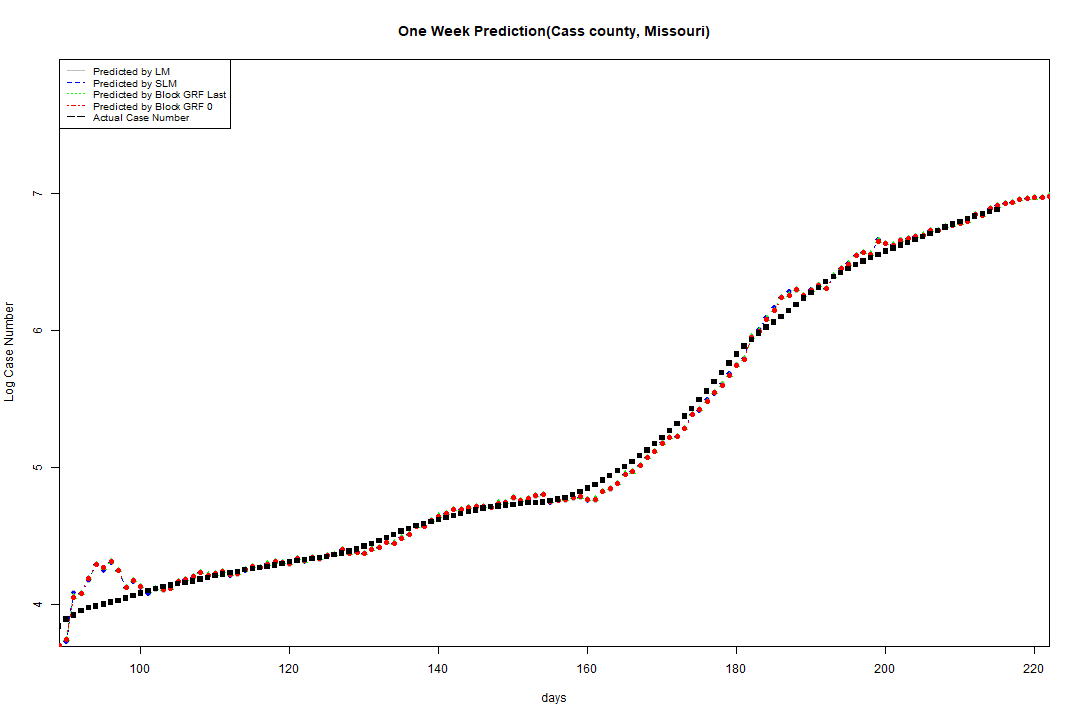 One Week Prediction(Cass county, Missouri)
Predicted by LM
Predicted by SLM
Predicted by Block GRF Last
Predicted by Block GRF 0
Actual Case Number
7
6
5
4
Log Case Number
100 120 140 160 180 200 220
days